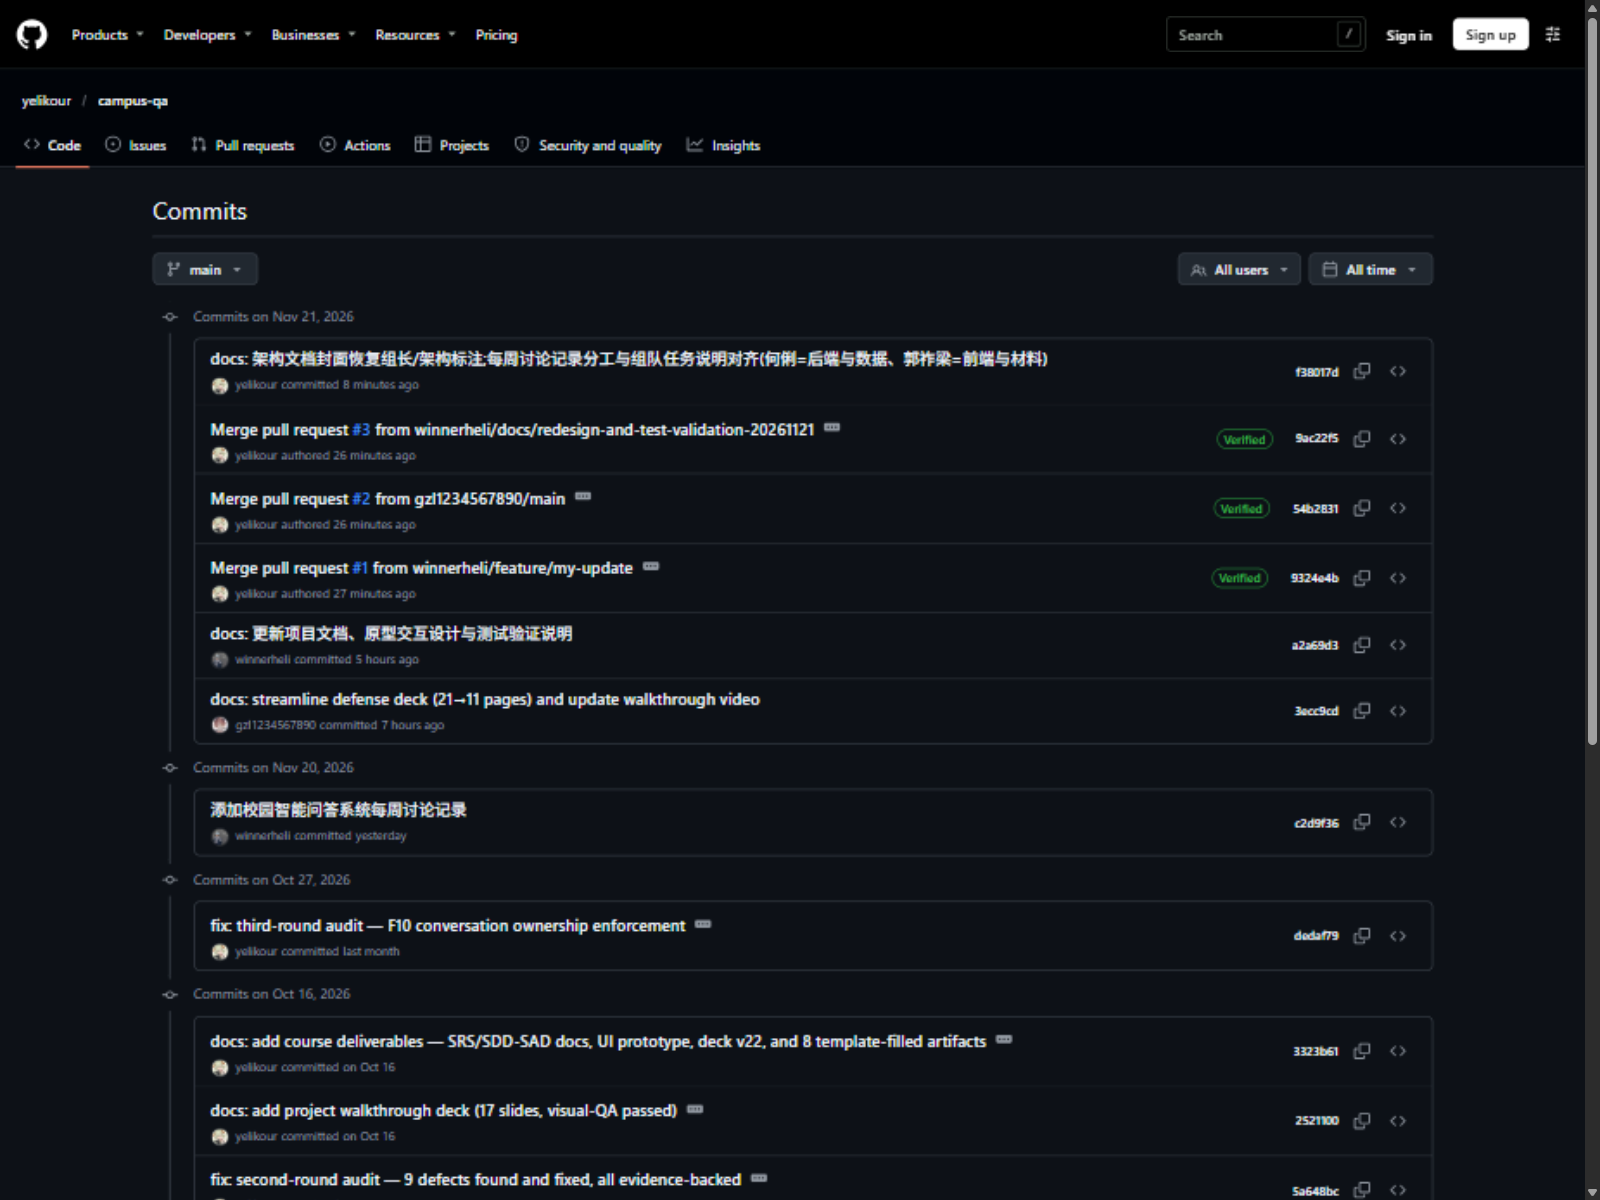 Products Developers Businesses Resources Pricing Search / Sign in Sign up
yelikour / campus-qa
Code Issues Pull requests Actions Projects Security and quality Insights
Commits
main All users All time
Commits on Nov 21, 2026
docs: 架构文档封面恢复组长/架构标注;每周讨论记录分工与组队任务说明对齐(何俐=后端与数据、郭祚梁=前端与材料)
yelikour committed 8 minutes ago
f38017d
Merge pull request #3 from winnerheli/docs/redesign-and-test-validation-20261121
yelikour authored 26 minutes ago
Verified 9ac22f5
Merge pull request #2 from gzl1234567890/main
yelikour authored 26 minutes ago
Verified 54b2831
Merge pull request #1 from winnerheli/feature/my-update
yelikour authored 27 minutes ago
Verified 9324e4b
docs: 更新项目文档、原型交互设计与测试验证说明
winnerheli committed 5 hours ago
a2a69d3
docs: streamline defense deck (21→11 pages) and update walkthrough video
gzl1234567890 committed 7 hours ago
3ecc9cd
Commits on Nov 20, 2026
添加校园智能问答系统每周讨论记录
winnerheli committed yesterday
c2d9f36
Commits on Oct 27, 2026
fix: third-round audit — F10 conversation ownership enforcement
yelikour committed last month
dedaf79
Commits on Oct 16, 2026
docs: add course deliverables — SRS/SDD-SAD docs, UI prototype, deck v22, and 8 template-filled artifacts
yelikour committed on Oct 16
3323b61
docs: add project walkthrough deck (17 slides, visual-QA passed)
yelikour committed on Oct 16
2521100
fix: second-round audit — 9 defects found and fixed, all evidence-backed
5a648bc